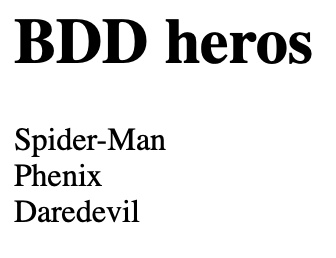 BDD heros
Spider-Man
Phenix
Daredevil